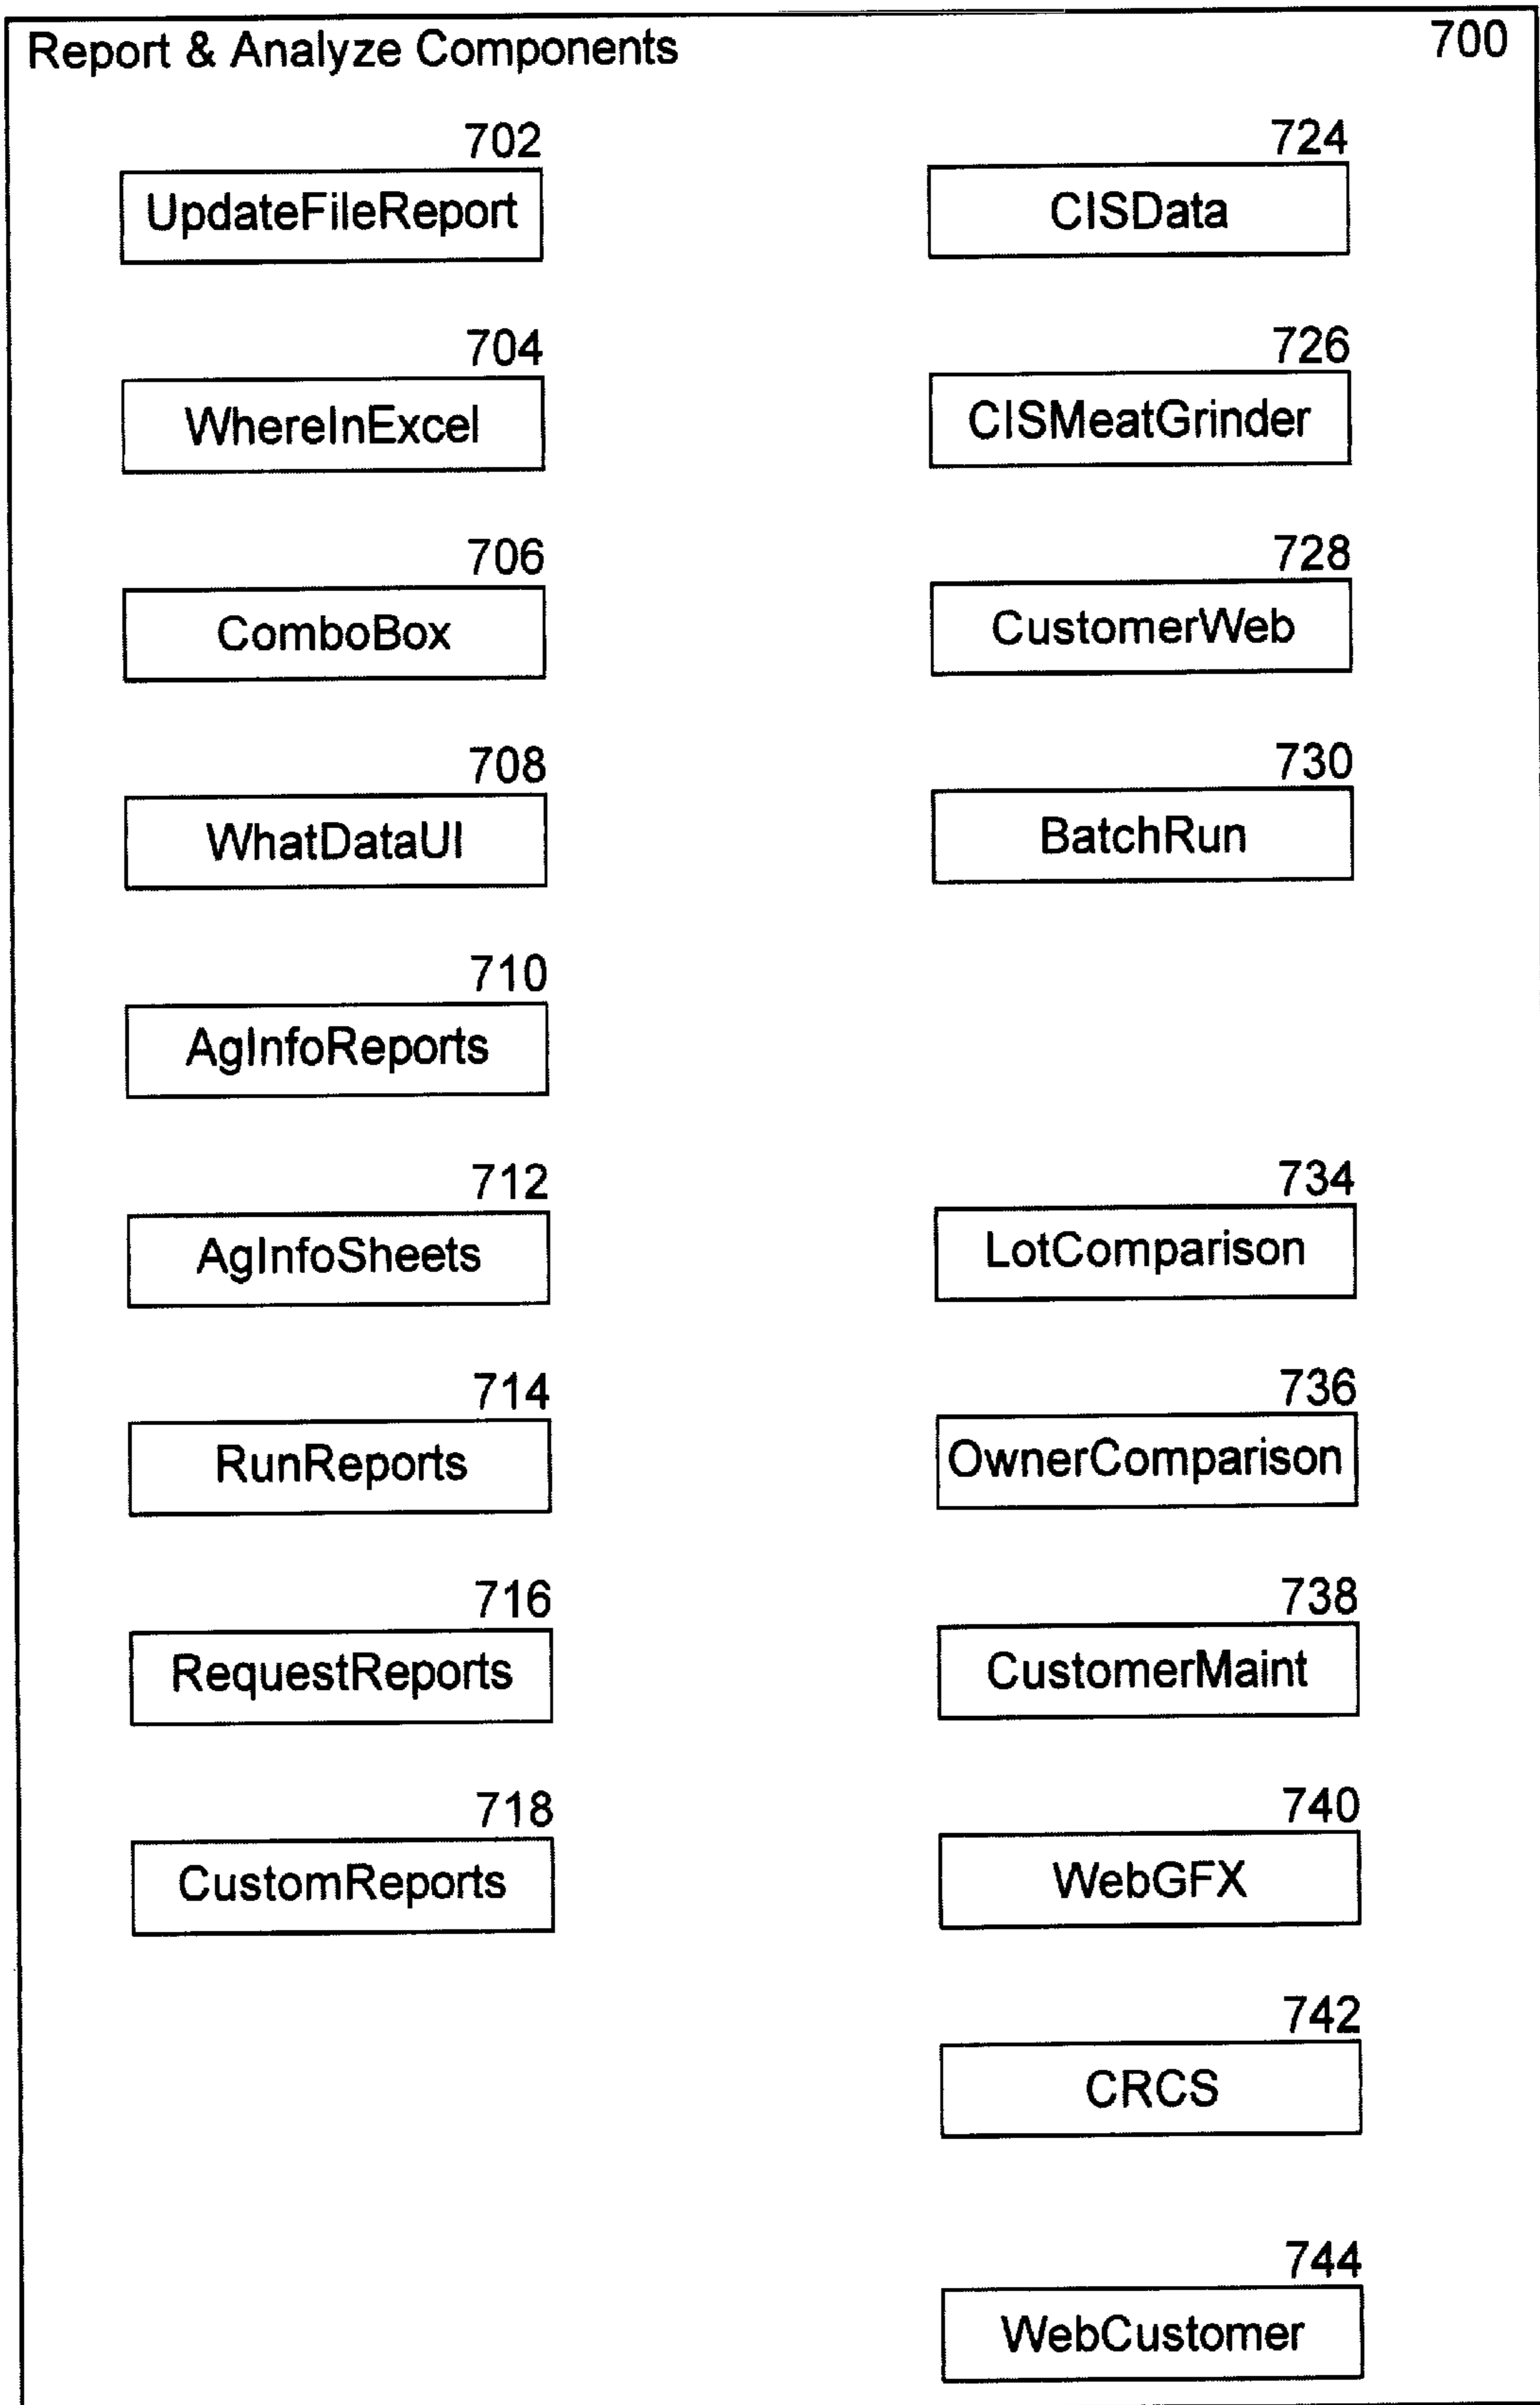 Report & Analyze Components 700
702
UpdateFileReport
704
WhereInExcel
706
ComboBox
708
WhatDataUI
710
AgInfoReports
712
AgInfoSheets
714
RunReports
716
RequestReports
718
CustomReports
724
CISData
726
CISMeatGrinder
728
CustomerWeb
730
BatchRun
734
LotComparison
736
OwnerComparison
738
CustomerMaint
740
WebGFX
742
CRCS
744
WebCustomer